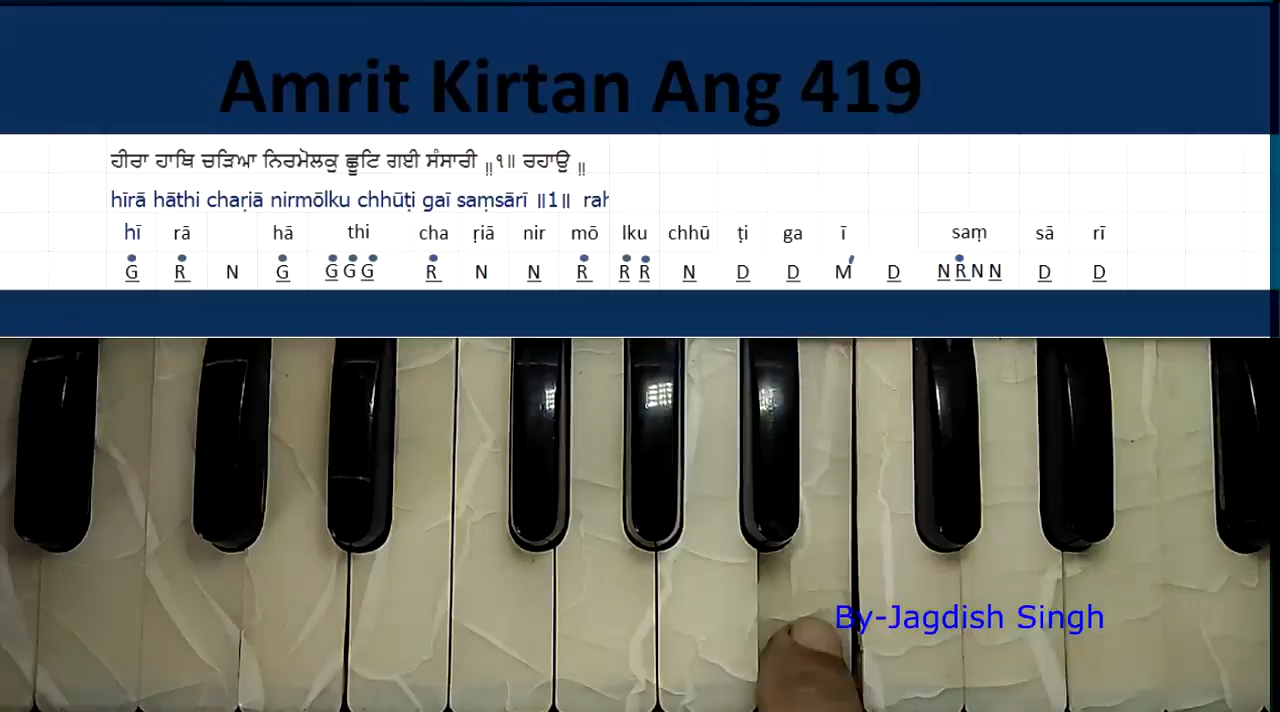 Amrit Kirtan Ang 419
ਹੀਰਾ ਹਾਥਿ ਚੜਿਆ ਨਿਰਮੋਲਕੁ ਛੂਟਿ ਗਈ ਸੰਸਾਰੀ ॥੧॥ ਰਹਾਉ ॥
hīrā hāthi chaṛiā nirmōlku chhūṭi gaī saṃsārī ॥1॥ rah
hī rā hā thi cha ṛiā nir mō lku chhū ṭi ga ī saṃ sā rī
G R N G G G G R N N R R R N D D M' D N R N N D D
By-Jagdish Singh